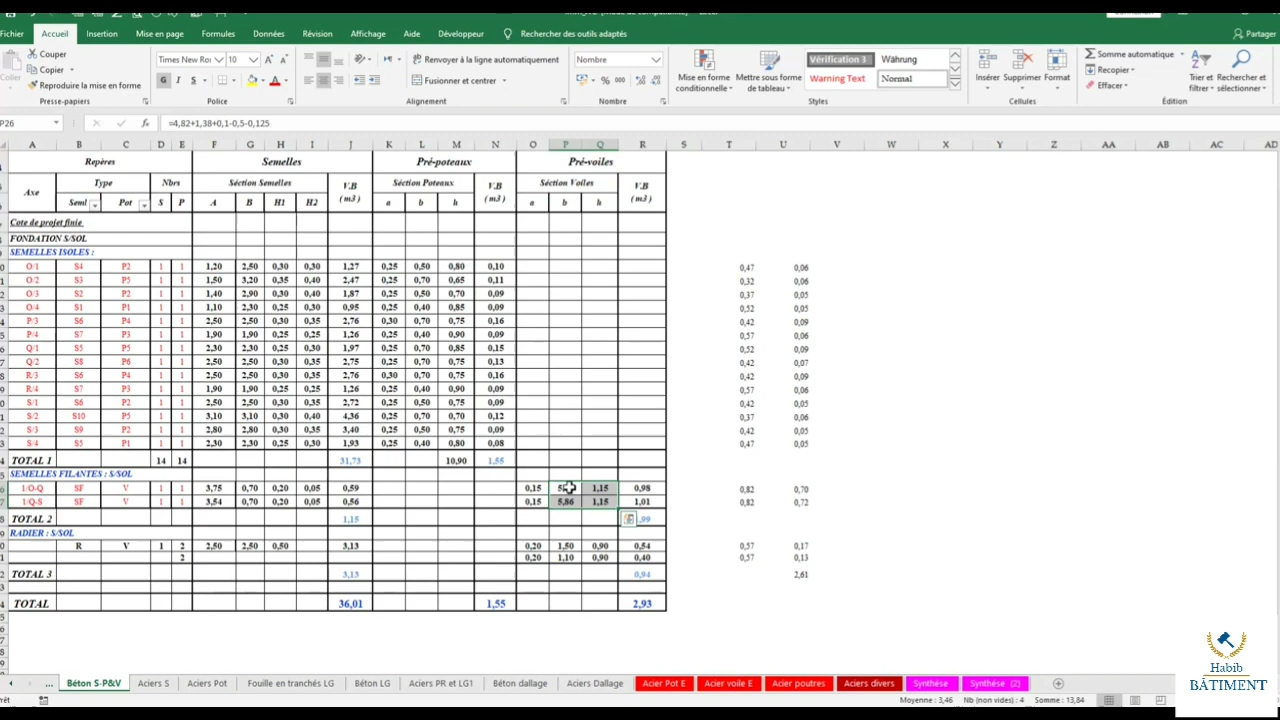 Fichier Accueil Insertion Mise en page Formules Données Révision Affichage Aide Développeur Rechercher des outils adaptés Partager
Couper
Copier
Reproduire la mise en forme
Presse-papiers
Times New Ro 10
G I S
Police
Renvoyer à la ligne automatiquement
Fusionner et centrer
Alignement
Nombre
% 000
Nombre
Mise en forme conditionnelle
Mettre sous forme de tableau
Vérification 3 Währung
Warning Text Normal
Styles
Insérer Supprimer Format
Cellules
Somme automatique
Recopier
Effacer
Trier et filtrer
Rechercher et sélectionner
Édition
P26 =4,82+1,38+0,1-0,5-0,125
A B C D E F G H I J K L M N O P Q R S T U V W X Y Z AA AB AC AD
Repères Semelles Pré-poteaux Pré-voiles
Axe Type Nbrs Séction Semelles V.B (m3) Séction Poteaux V.B (m3) Séction Voiles V.B (m3)
Seml Pot S P A B H1 H2 a b h a b h
Cote de projet finie
FONDATION S/SOL
SEMELLES ISOLES :
O/1 S4 P2 1 1 1,20 2,50 0,30 0,30 1,27 0,25 0,50 0,80 0,10 0,47 0,06
O/2 S3 P5 1 1 1,50 3,20 0,35 0,40 2,47 0,25 0,70 0,65 0,11 0,32 0,06
O/3 S2 P2 1 1 1,40 2,90 0,30 0,40 1,87 0,25 0,50 0,70 0,09 0,37 0,05
O/4 S1 P1 1 1 1,10 2,30 0,25 0,30 0,95 0,25 0,40 0,85 0,09 0,52 0,05
P/3 S6 P4 1 1 2,50 2,50 0,30 0,35 2,76 0,30 0,70 0,75 0,16 0,42 0,09
P/4 S7 P3 1 1 1,90 1,90 0,25 0,25 1,26 0,25 0,40 0,90 0,09 0,57 0,06
Q/1 S5 P5 1 1 2,30 2,30 0,25 0,30 1,97 0,25 0,70 0,85 0,15 0,52 0,09
Q/2 S8 P6 1 1 2,50 2,50 0,30 0,35 2,75 0,25 0,70 0,75 0,13 0,42 0,07
R/3 S6 P4 1 1 2,50 2,50 0,30 0,35 2,76 0,30 0,70 0,75 0,16 0,42 0,09
R/4 S7 P3 1 1 1,90 1,90 0,25 0,25 1,26 0,25 0,40 0,90 0,09 0,57 0,06
S/1 S6 P2 1 1 2,50 2,50 0,30 0,35 2,72 0,25 0,50 0,75 0,09 0,42 0,05
S/2 S10 P5 1 1 3,10 3,10 0,30 0,40 4,36 0,25 0,70 0,70 0,12 0,37 0,06
S/3 S9 P2 1 1 2,80 2,80 0,30 0,35 3,40 0,25 0,50 0,75 0,09 0,42 0,05
S/4 S5 P1 1 1 2,30 2,30 0,25 0,30 1,93 0,25 0,40 0,80 0,08 0,47 0,05
TOTAL 1 14 14 31,73 10,90 1,55
SEMELLES FILANTES : S/SOL
1/O-Q SF V 1 1 3,75 0,70 0,20 0,05 0,59 0,15 1,15 0,98 0,82 0,70
1/Q-S SF V 1 1 3,54 0,70 0,20 0,05 0,56 0,15 5,86 1,15 1,01 0,82 0,72
TOTAL 2 1,15 ,99
RADIER : S/SOL
R V 1 2 2,50 2,50 0,50 3,13 0,20 1,50 0,90 0,54 0,57 0,17
2 0,20 1,10 0,90 0,40 0,57 0,13
TOTAL 3 3,13 0,94 2,61
TOTAL 36,01 1,55 2,93
Habib
BÂTIMENT
... Béton S-P&V Aciers S Aciers Pot Fouille en tranchés LG Béton LG Aciers PR et LG1 Béton dallage Aciers Dallage Acier Pot E Acier voile E Acier poutres Aciers divers Synthèse Synthèse (2)
Moyenne : 3,46 Nb (non vides) : 4 Somme : 13,84